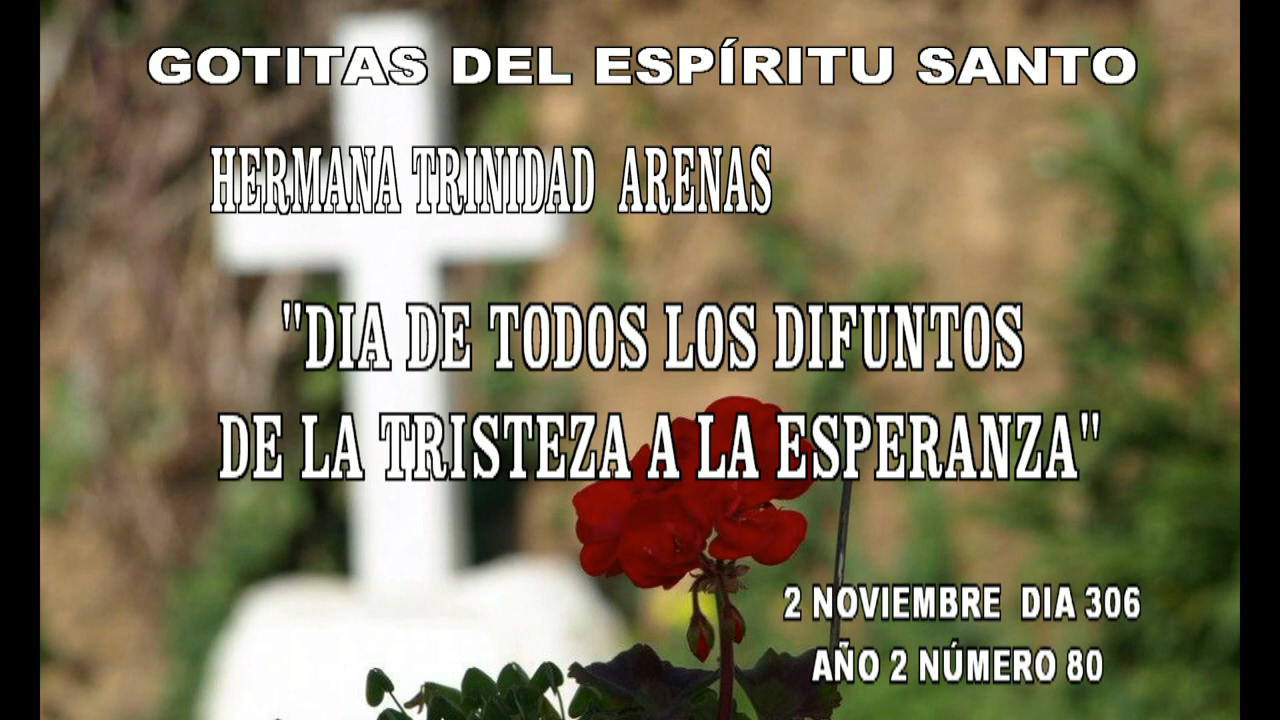 GOTITAS DEL ESPÍRITU SANTO
HERMANA TRINIDAD ARENAS
"DIA DE TODOS LOS DIFUNTOS
DE LA TRISTEZA A LA ESPERANZA"
2 NOVIEMBRE DIA 306
AÑO 2 NÚMERO 80